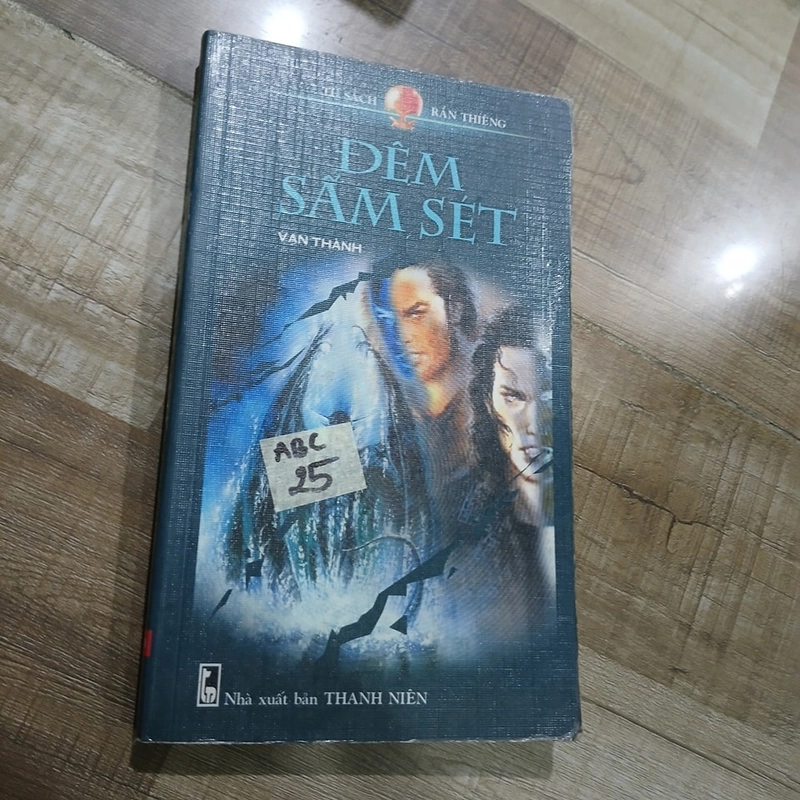 TỦ SÁCH RẮN THIÊNG
ĐÊM
SẤM SÉT
VẠN THÀNH
ABC
25
Nhà xuất bản THANH NIÊN